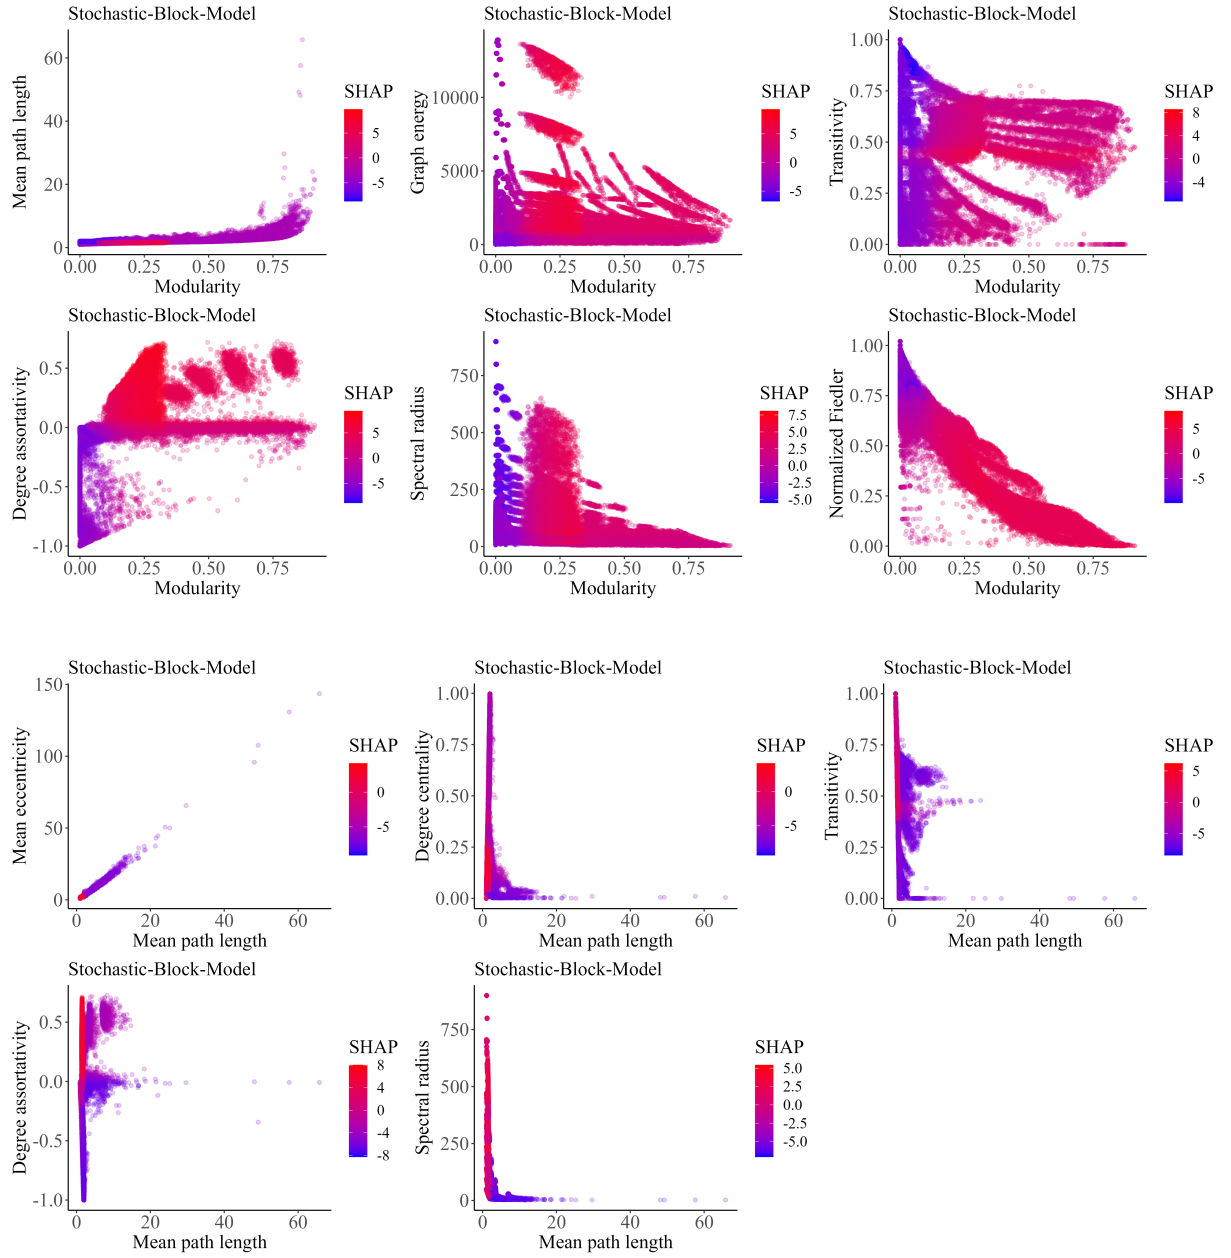 Stochastic-Block-Model
Mean path length
60
40
20
0
0.00 0.25 0.50 0.75
Modularity
SHAP
5
0
-5
Stochastic-Block-Model
Graph energy
10000
5000
0
0.00 0.25 0.50 0.75
Modularity
SHAP
5
0
-5
Stochastic-Block-Model
Transitivity
1.00
0.75
0.50
0.25
0.00
0.00 0.25 0.50 0.75
Modularity
SHAP
8
4
0
-4
Stochastic-Block-Model
Degree assortativity
0.5
0.0
-0.5
-1.0
0.00 0.25 0.50 0.75
Modularity
SHAP
5
0
-5
Stochastic-Block-Model
Spectral radius
750
500
250
0
0.00 0.25 0.50 0.75
Modularity
SHAP
7.5
5.0
2.5
0.0
-2.5
-5.0
Stochastic-Block-Model
Normalized Fiedler
1.00
0.75
0.50
0.25
0.00
0.00 0.25 0.50 0.75
Modularity
SHAP
5
0
-5
Stochastic-Block-Model
Mean eccentricity
150
100
50
0
0 20 40 60
Mean path length
SHAP
0
-5
Stochastic-Block-Model
Degree centrality
1.00
0.75
0.50
0.25
0.00
0 20 40 60
Mean path length
SHAP
0
-5
Stochastic-Block-Model
Transitivity
1.00
0.75
0.50
0.25
0.00
0 20 40 60
Mean path length
SHAP
5
0
-5
Stochastic-Block-Model
Degree assortativity
0.5
0.0
-0.5
-1.0
0 20 40 60
Mean path length
SHAP
8
4
0
-4
-8
Stochastic-Block-Model
Spectral radius
750
500
250
0
0 20 40 60
Mean path length
SHAP
5.0
2.5
0.0
-2.5
-5.0